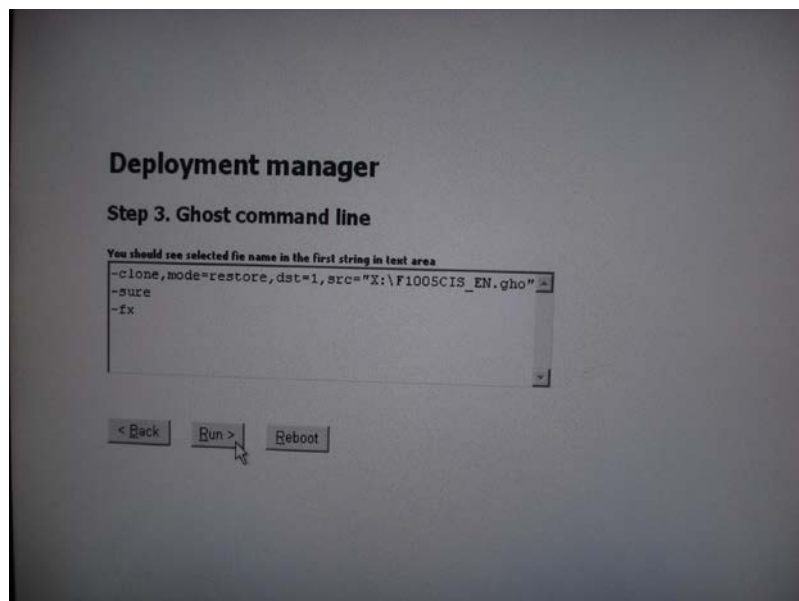 Deployment manager
Step 3. Ghost command line
You should see selected fie name in the first string in text area
-clone,mode=restore,dst=1,src="X:\F1005CIS_EN.gho"
-sure
-fx
< Back
Run >
Reboot